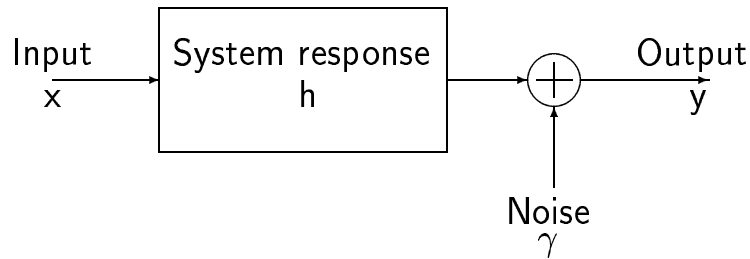 Input
x
System response
h
Output
y
Noise
γ